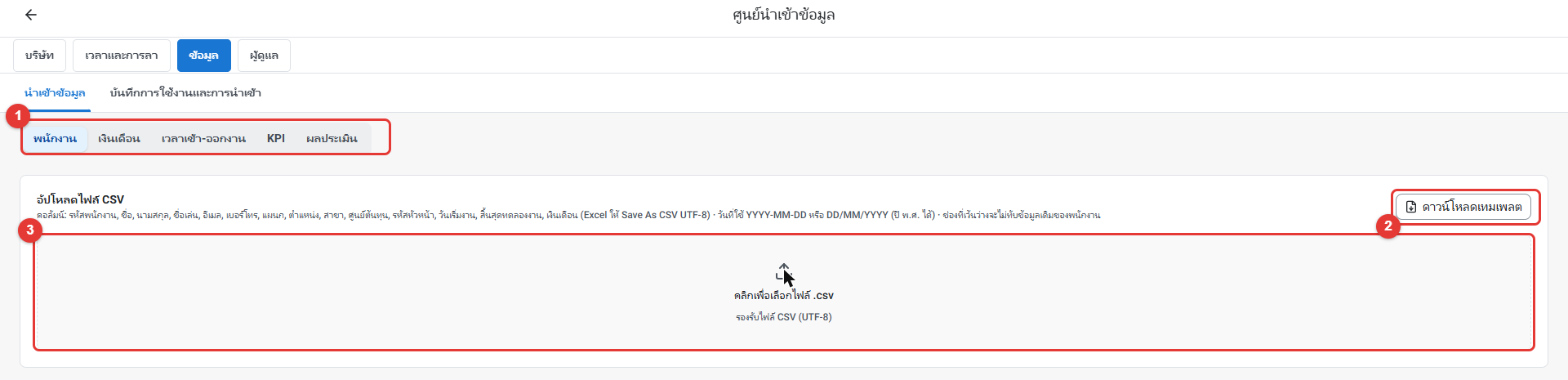 ศูนย์นำเข้าข้อมูล
บริษัท เวลาและการลา ข้อมูล ผู้ดูแล
นำเข้าข้อมูล บันทึกการใช้งานและการนำเข้า
1
พนักงาน เงินเดือน เวลาเข้า-ออกงาน KPI ผลประเมิน
อัปโหลดไฟล์ CSV
คอลัมน์: รหัสพนักงาน, ชื่อ, นามสกุล, ชื่อเล่น, อีเมล, เบอร์โทร, แผนก, ตำแหน่ง, สาขา, ศูนย์ต้นทุน, รหัสหัวหน้า, วันเริ่มงาน, สิ้นสุดทดลองงาน, เงินเดือน (Excel ให้ Save As CSV UTF-8) · วันที่ใช้ YYYY-MM-DD หรือ DD/MM/YYYY (ปี พ.ศ. ได้) · ช่องที่เว้นว่างจะไม่ทับข้อมูลเดิมของพนักงาน
ดาวน์โหลดเทมเพลต
2
3
คลิกเพื่อเลือกไฟล์ .csv
รองรับไฟล์ CSV (UTF-8)